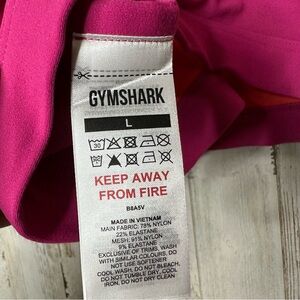 GYMSHARK
L
30
KEEP AWAY
FROM FIRE
B8A5V
MADE IN VIETNAM
MAIN FABRIC: 78% NYLON
22% ELASTANE
MESH: 91% NYLON
9% ELASTANE
EXCLUSIVE OF TRIMS. WASH
WITH SIMILAR COLOURS. DO
NOT USE SOFTENER
COOL WASH. DO NOT BLEACH,
DO NOT TUMBLE DRY, COOL
IRON, DO NOT DRY CLEAN